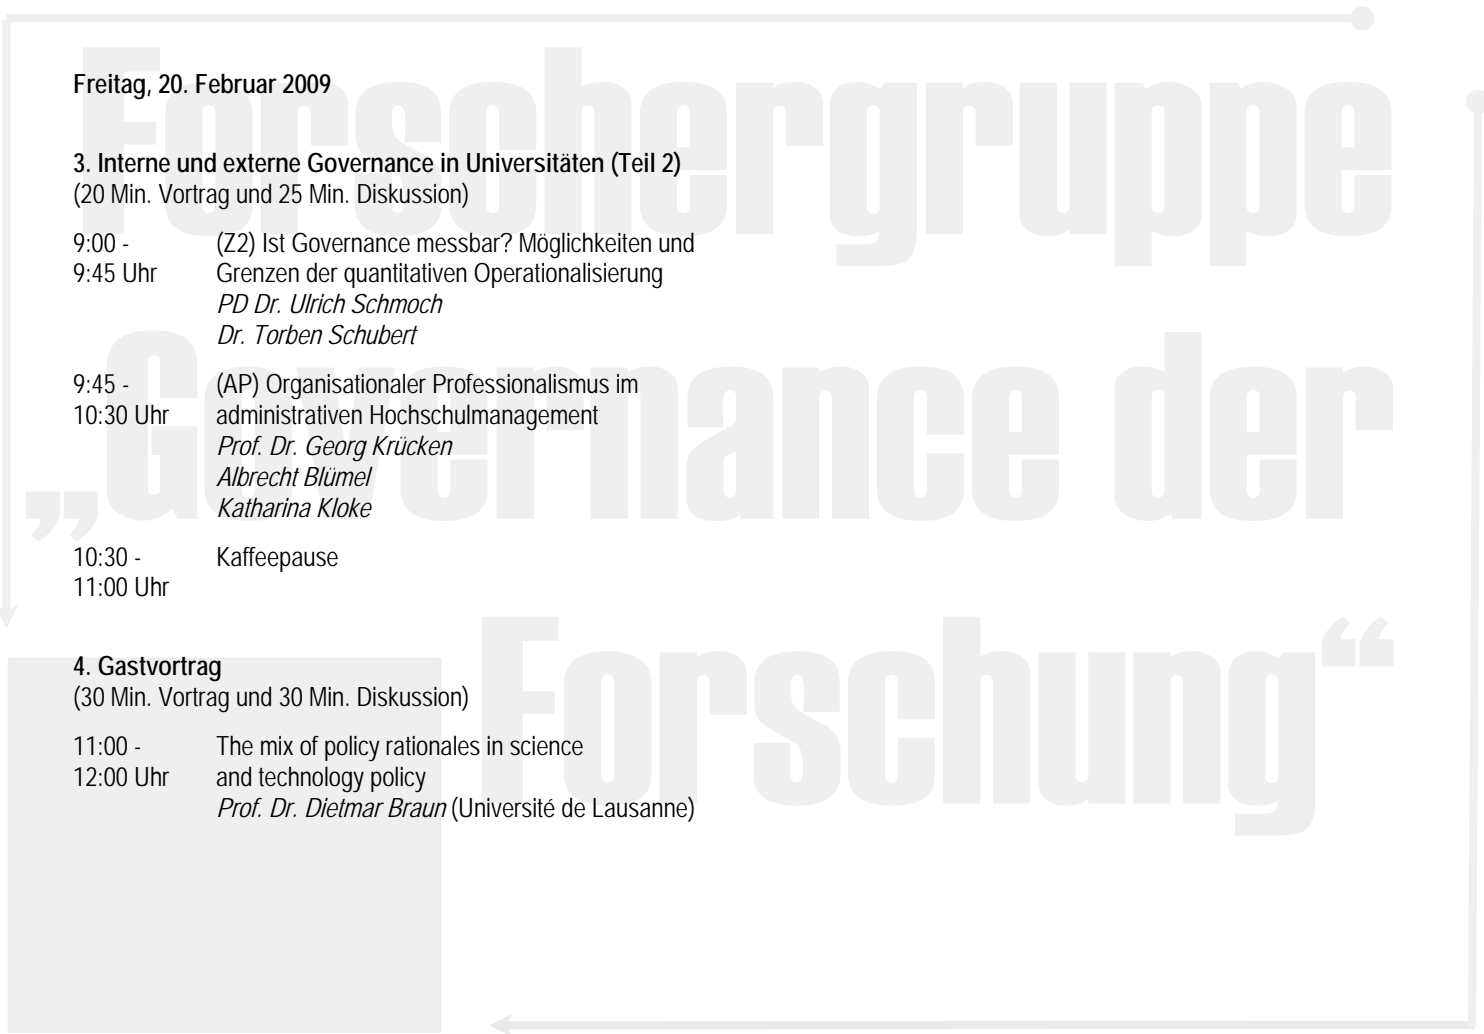 Forschergruppe
„Governance der
Forschung“
Freitag, 20. Februar 2009
3. Interne und externe Governance in Universitäten (Teil 2)
(20 Min. Vortrag und 25 Min. Diskussion)
9:00 - (Z2) Ist Governance messbar? Möglichkeiten und
9:45 Uhr Grenzen der quantitativen Operationalisierung
PD Dr. Ulrich Schmoch
Dr. Torben Schubert
9:45 - (AP) Organisationaler Professionalismus im
10:30 Uhr administrativen Hochschulmanagement
Prof. Dr. Georg Krücken
Albrecht Blümel
Katharina Kloke
10:30 - Kaffeepause
11:00 Uhr
4. Gastvortrag
(30 Min. Vortrag und 30 Min. Diskussion)
11:00 - The mix of policy rationales in science
12:00 Uhr and technology policy
Prof. Dr. Dietmar Braun (Université de Lausanne)